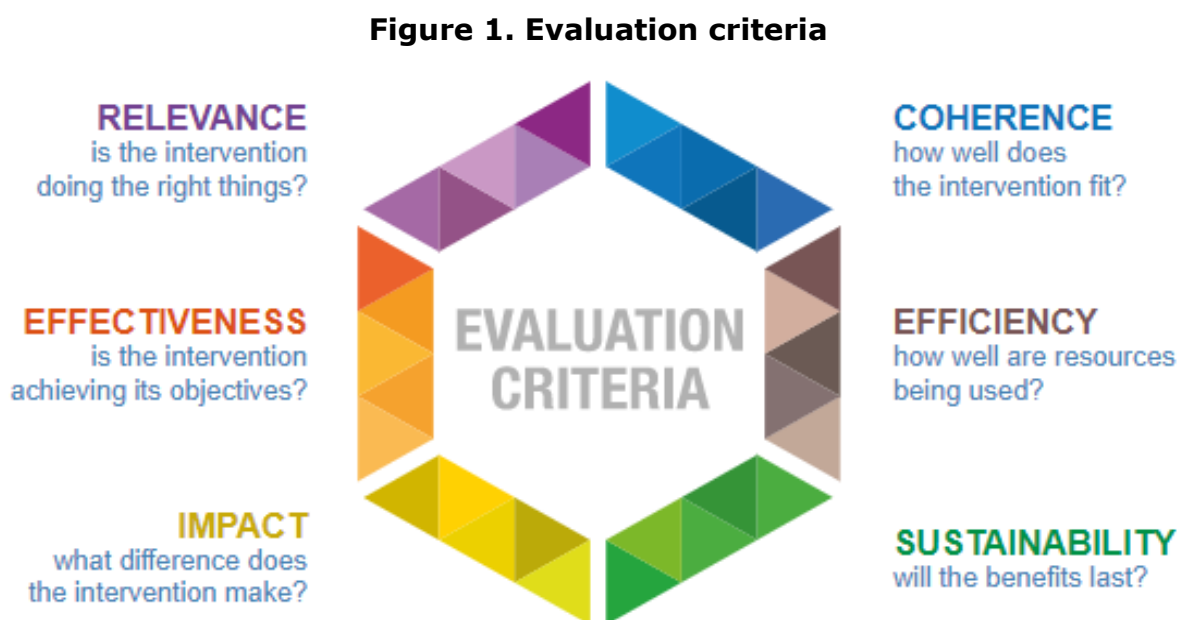 Figure 1. Evaluation criteria
RELEVANCE
is the intervention
doing the right things?
COHERENCE
how well does
the intervention fit?
EFFECTIVENESS
is the intervention
achieving its objectives?
EVALUATION
CRITERIA
EFFICIENCY
how well are resources
being used?
IMPACT
what difference does
the intervention make?
SUSTAINABILITY
will the benefits last?